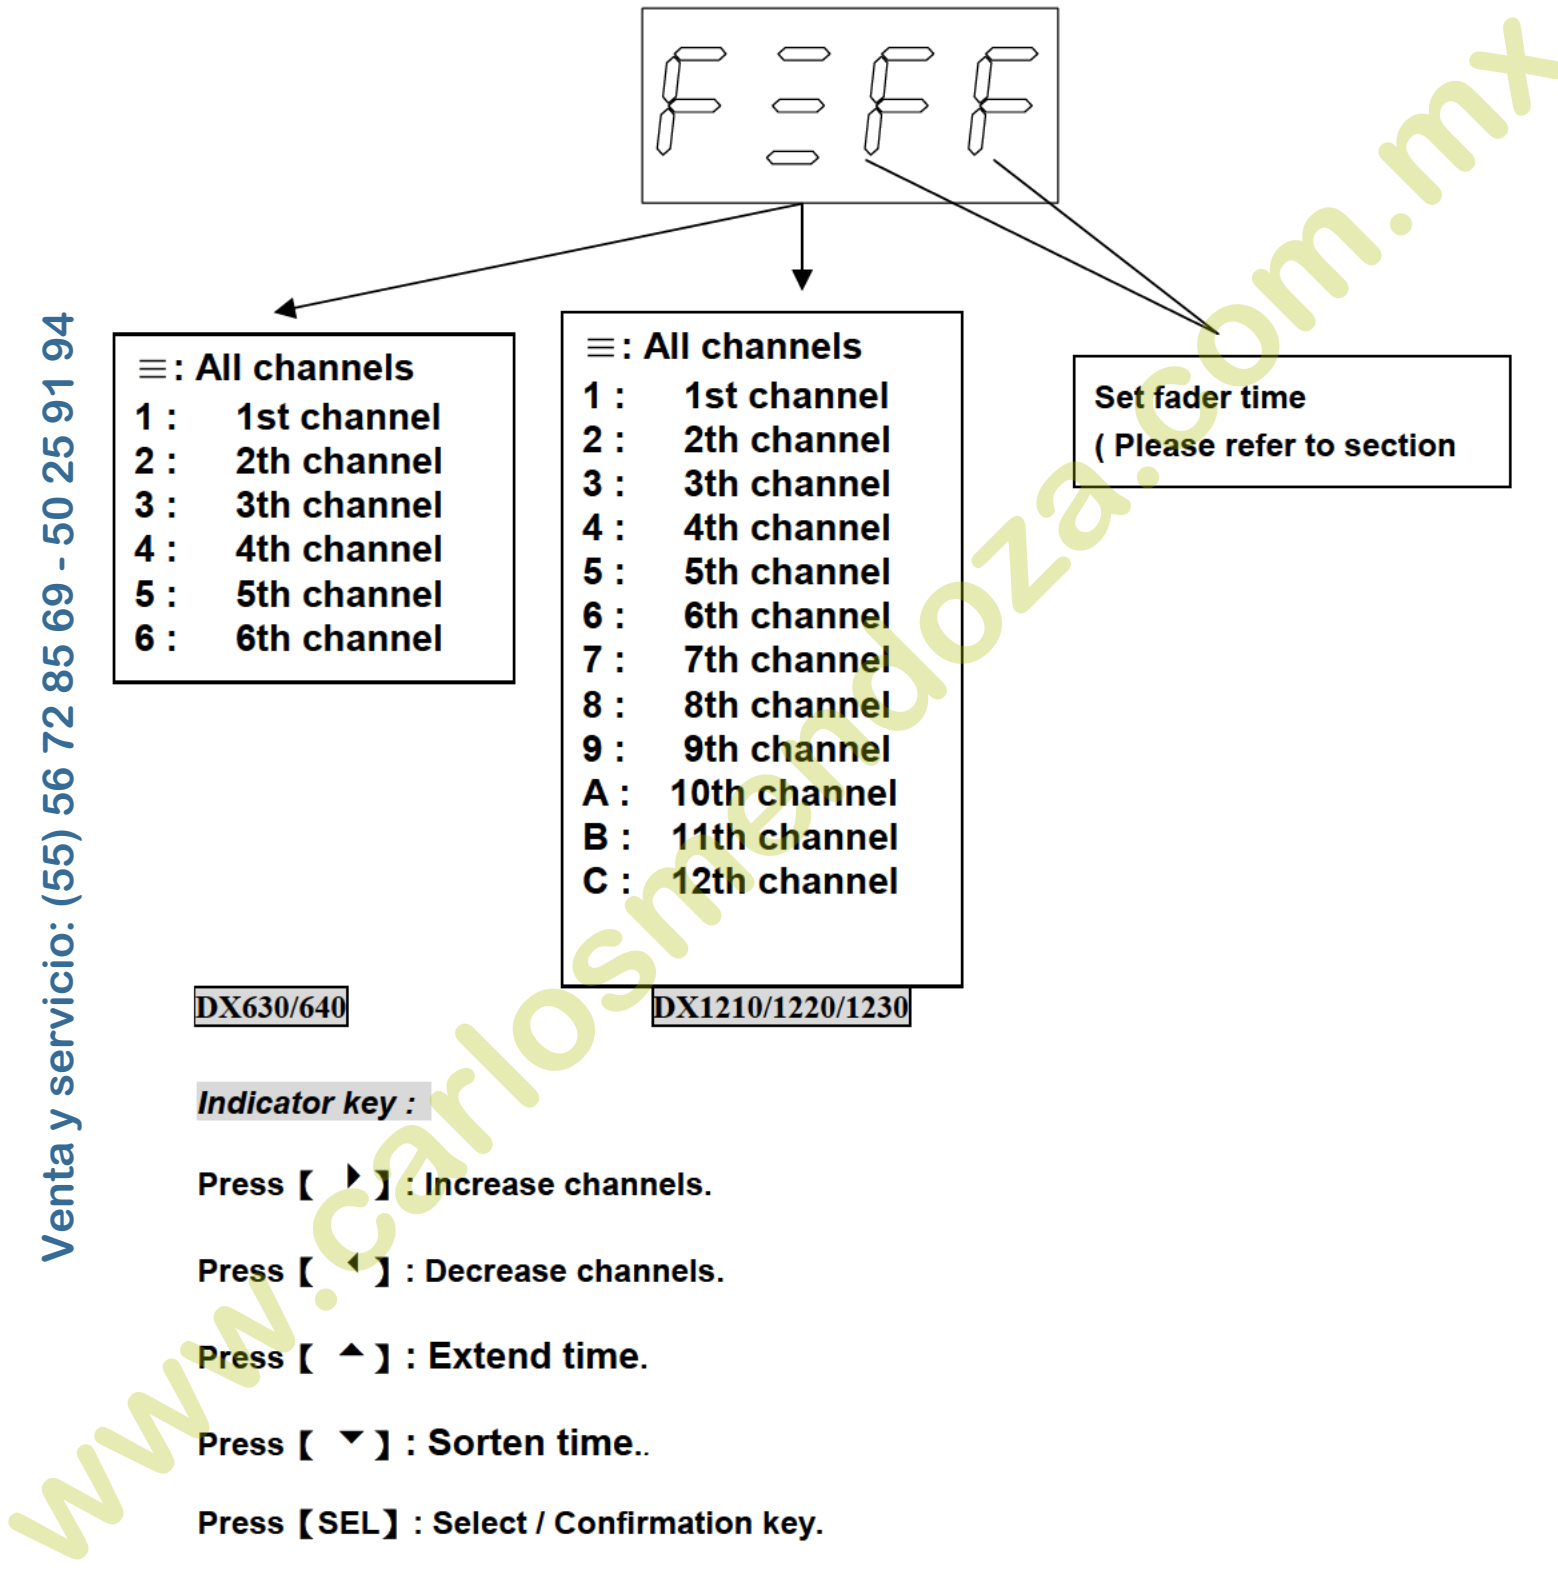 F ≡ F F
≡ : All channels
1 : 1st channel
2 : 2th channel
3 : 3th channel
4 : 4th channel
5 : 5th channel
6 : 6th channel
≡ : All channels
1 : 1st channel
2 : 2th channel
3 : 3th channel
4 : 4th channel
5 : 5th channel
6 : 6th channel
7 : 7th channel
8 : 8th channel
9 : 9th channel
A : 10th channel
B : 11th channel
C : 12th channel
Set fader time
( Please refer to section
DX630/640
DX1210/1220/1230
Indicator key :
Press【 ▶ 】: Increase channels.
Press【 ◀ 】: Decrease channels.
Press【 ▲ 】: Extend time.
Press【 ▼ 】: Sorten time..
Press【SEL】: Select / Confirmation key.
Venta y servicio: (55) 56 72 85 69 - 50 25 91 94
www.carlosmendoza.com.mx